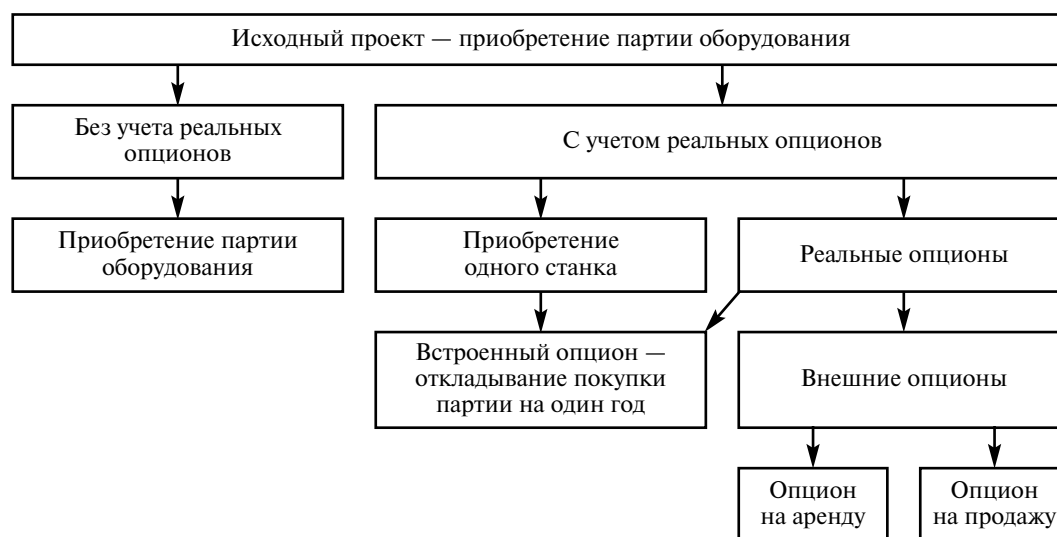 Исходный проект — приобретение партии оборудования
Без учета реальных
опционов
С учетом реальных опционов
Приобретение партии
оборудования
Приобретение
одного станка
Реальные опционы
Встроенный опцион —
откладывание покупки
партии на один год
Внешние опционы
Опцион
на аренду
Опцион
на продажу